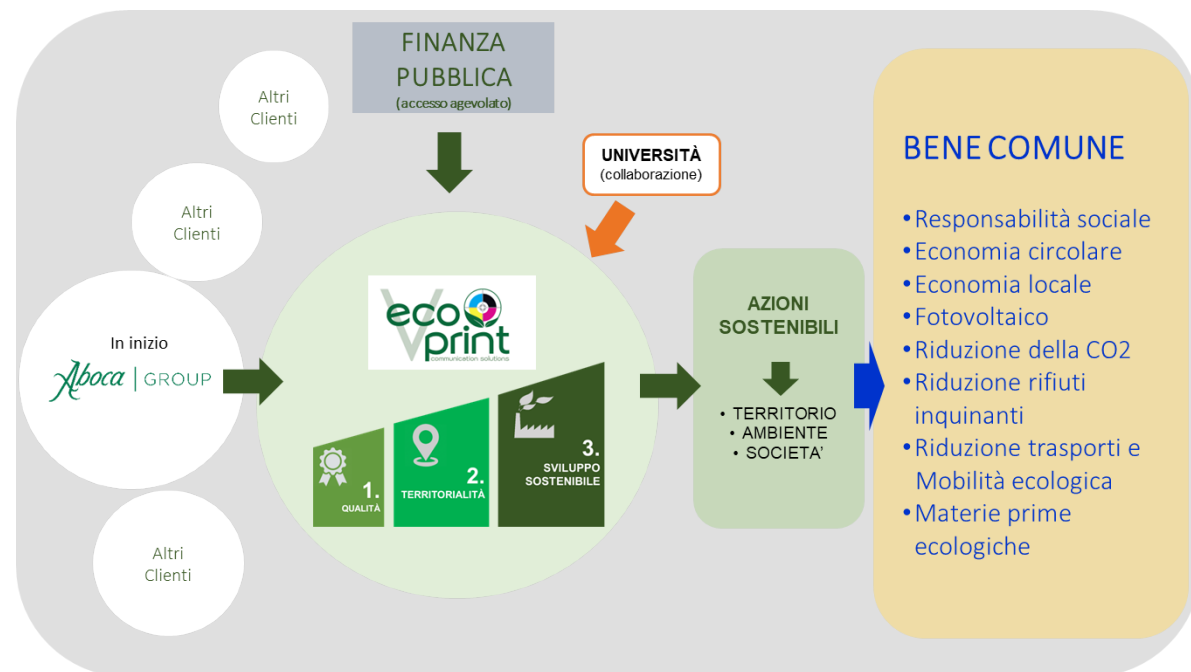 FINANZA
PUBBLICA
(accesso agevolato)
Altri
Clienti
UNIVERSITÀ
(collaborazione)
Altri
Clienti
In inizio
Aboca | GROUP
Altri
Clienti
V
eco
print
communication solutions
1.
QUALITÀ
2.
TERRITORIALITÀ
3.
SVILUPPO
SOSTENIBILE
AZIONI
SOSTENIBILI
• TERRITORIO
• AMBIENTE
• SOCIETA’
BENE COMUNE
• Responsabilità sociale
• Economia circolare
• Economia locale
• Fotovoltaico
• Riduzione della CO2
• Riduzione rifiuti
inquinanti
• Riduzione trasporti e
Mobilità ecologica
• Materie prime
ecologiche